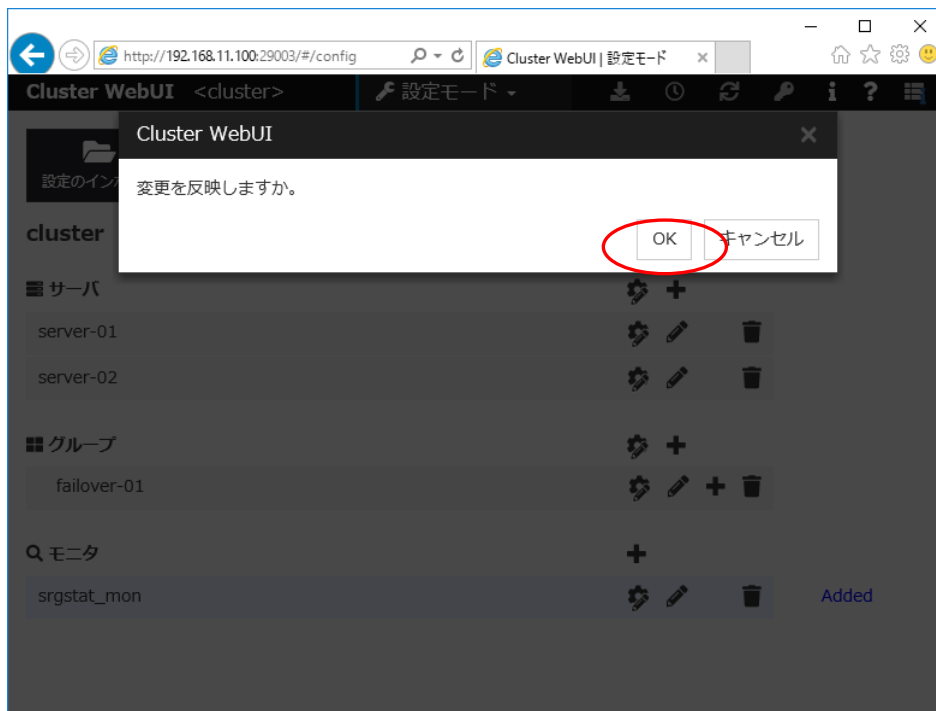 http://192.168.11.100:29003/#/config
Cluster WebUI | 設定モード
Cluster WebUI <cluster>
設定モード
Cluster WebUI
設定のイン
変更を反映しますか。
OK
キャンセル
cluster
サーバ
server-01
server-02
グループ
failover-01
モニタ
srgstat_mon
Added